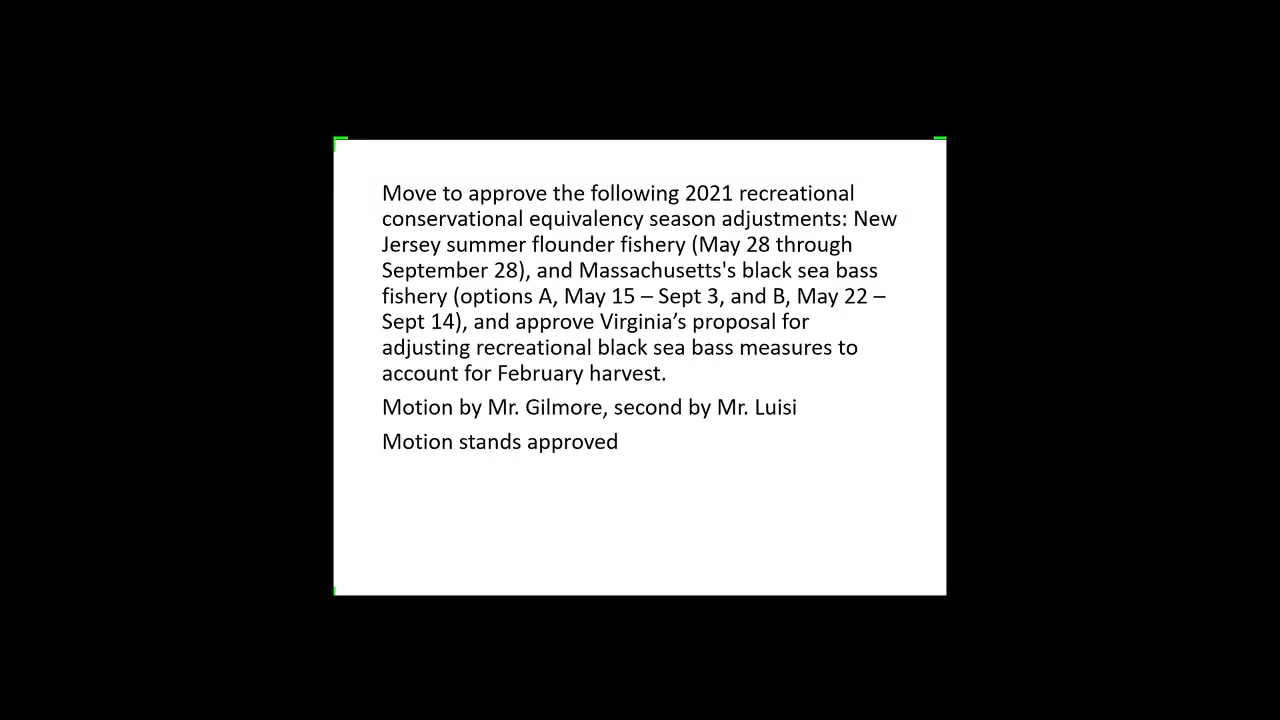 Move to approve the following 2021 recreational
conservational equivalency season adjustments: New
Jersey summer flounder fishery (May 28 through
September 28), and Massachusetts's black sea bass
fishery (options A, May 15 – Sept 3, and B, May 22 –
Sept 14), and approve Virginia’s proposal for
adjusting recreational black sea bass measures to
account for February harvest.
Motion by Mr. Gilmore, second by Mr. Luisi
Motion stands approved